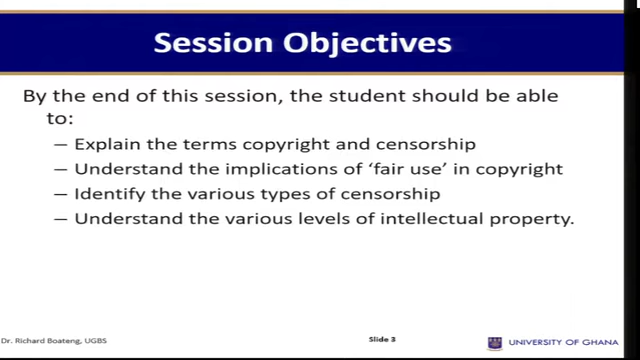 Session Objectives
By the end of this session, the student should be able
to:
– Explain the terms copyright and censorship
– Understand the implications of ‘fair use’ in copyright
– Identify the various types of censorship
– Understand the various levels of intellectual property.
Dr. Richard Boateng, UGBS
Slide 3
UNIVERSITY OF GHANA